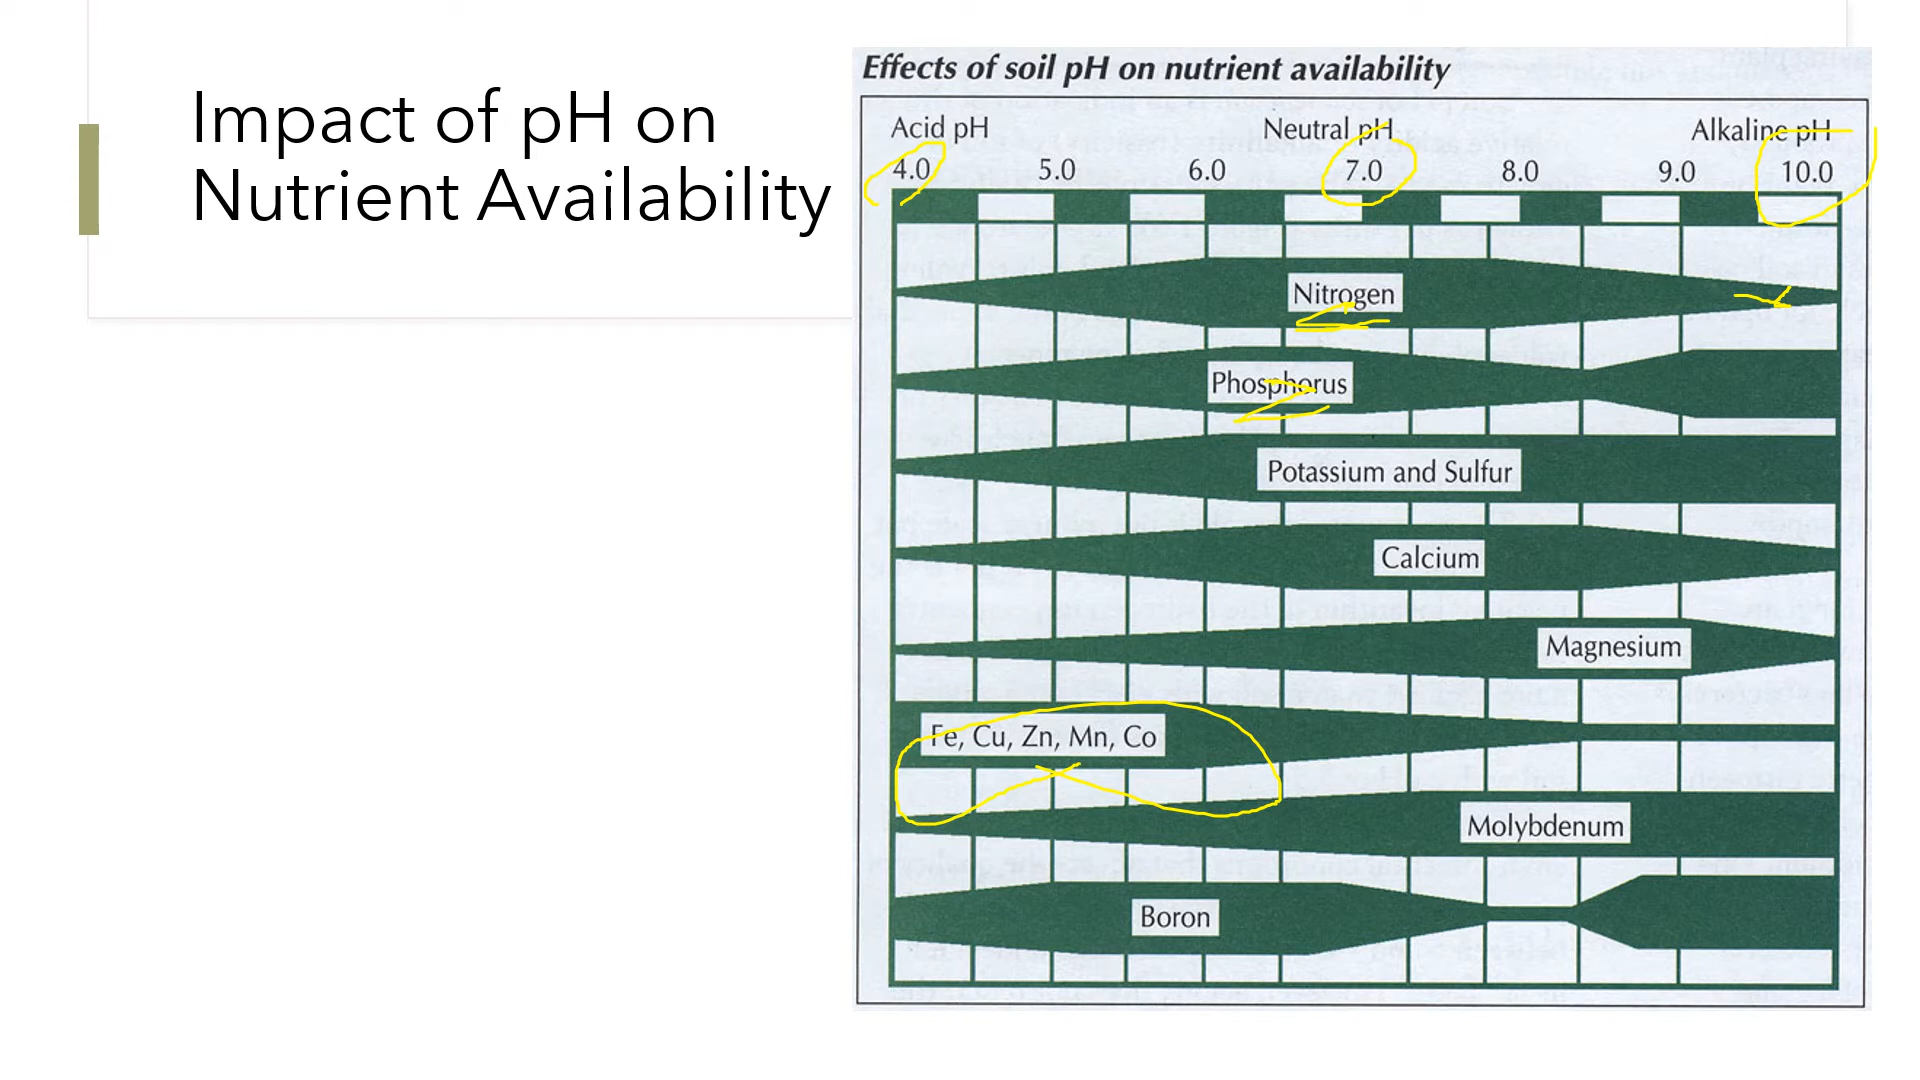 Impact of pH on
Nutrient Availability
Effects of soil pH on nutrient availability
Acid pH Neutral pH Alkaline pH
4.0 5.0 6.0 7.0 8.0 9.0 10.0
Nitrogen
Phosphorus
Potassium and Sulfur
Calcium
Magnesium
Fe, Cu, Zn, Mn, Co
Molybdenum
Boron